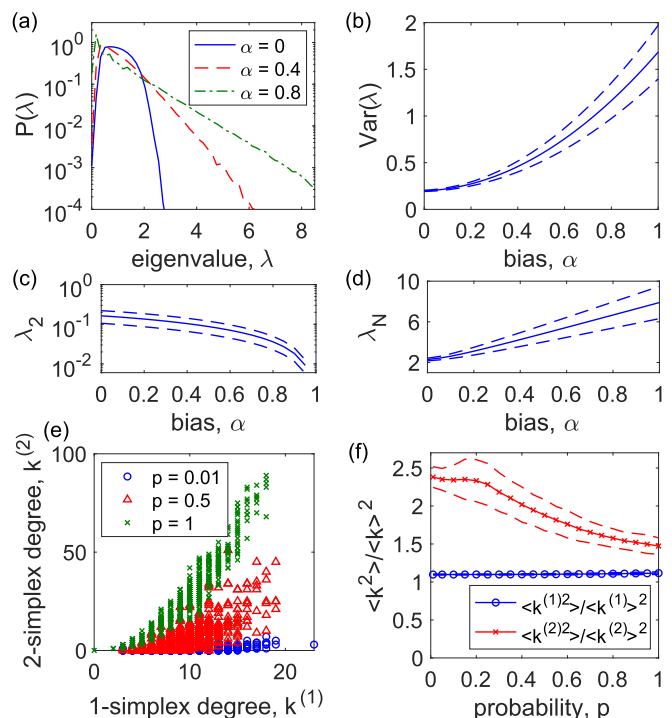 (a)
10^0
10^-1
10^-2
10^-3
10^-4
P(λ)
α = 0
α = 0.4
α = 0.8
0 2 4 6 8
eigenvalue, λ
(b)
2
1.5
1
0.5
0
Var(λ)
0 0.2 0.4 0.6 0.8 1
bias, α
(c)
10^0
10^-1
10^-2
λ_2
0 0.2 0.4 0.6 0.8 1
bias, α
(d)
10
6
2
λ_N
0 0.2 0.4 0.6 0.8 1
bias, α
(e)
100
50
0
2-simplex degree, k^(2)
p = 0.01
p = 0.5
p = 1
0 10 20
1-simplex degree, k^(1)
(f)
2.5
2
1.5
1
0.5
0
<k^2>/<k>^2
<k^(1)2>/<k^(1)>^2
<k^(2)2>/<k^(2)>^2
0 0.2 0.4 0.6 0.8 1
probability, p